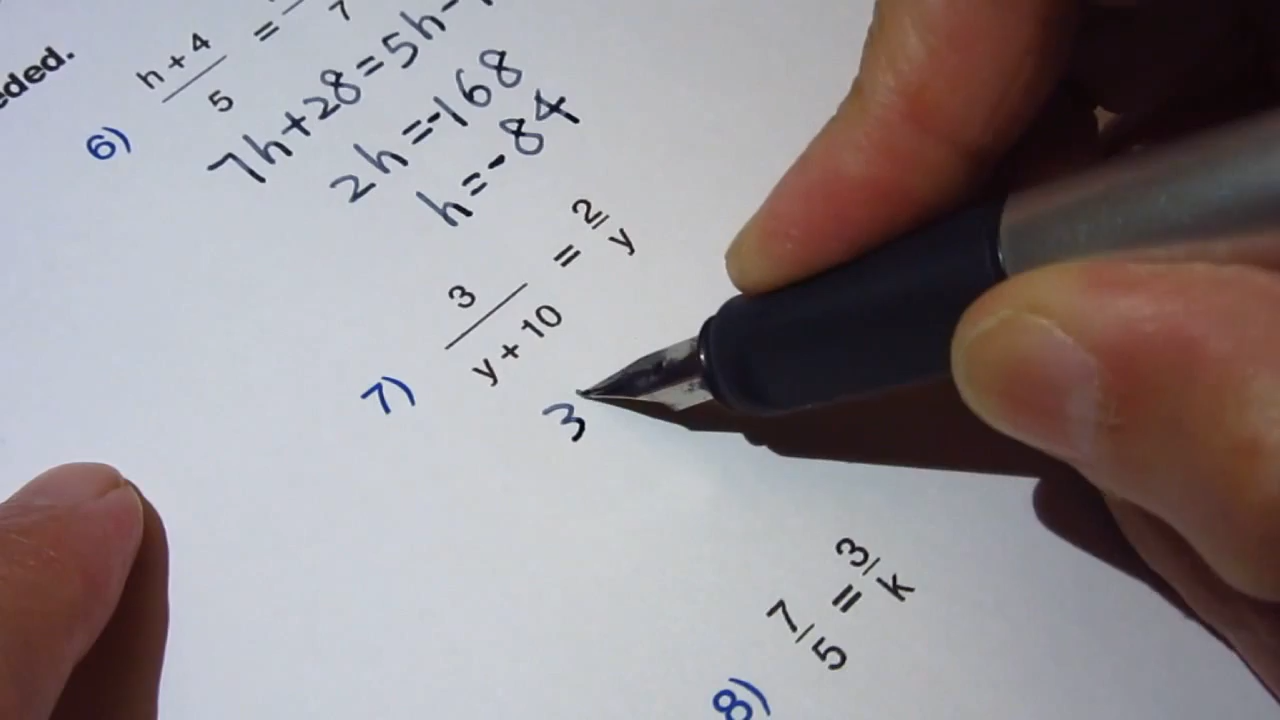 eded.
6) h + 4 / 5 = / 7
7h+28=5h-
2h=-168
h=-84
7) 3 / y + 10 = 2 / y
3
8) 7 / 5 = 3 / k